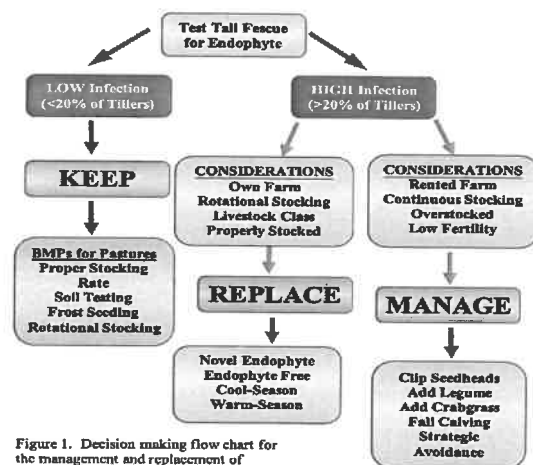 Test Tall Fescue
for Endophyte
LOW Infection
(<20% of Tillers)
HIGH Infection
(>20% of Tillers)
KEEP
CONSIDERATIONS
Own Farm
Rotational Stocking
Livestock Class
Properly Stocked
CONSIDERATIONS
Rented Farm
Continuous Stocking
Overstocked
Low Fertility
BMPs for Pastures
Proper Stocking
Rate
Soil Testing
Frost Seeding
Rotational Stocking
REPLACE
MANAGE
Novel Endophyte
Endophyte Free
Cool-Season
Warm-Season
Clip Seedheads
Add Legume
Add Crabgrass
Fall Calving
Strategic
Avoidance
Figure 1. Decision making flow chart for
the management and replacement of